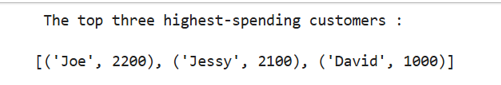 The top three highest-spending customers :
[('Joe', 2200), ('Jessy', 2100), ('David', 1000)]